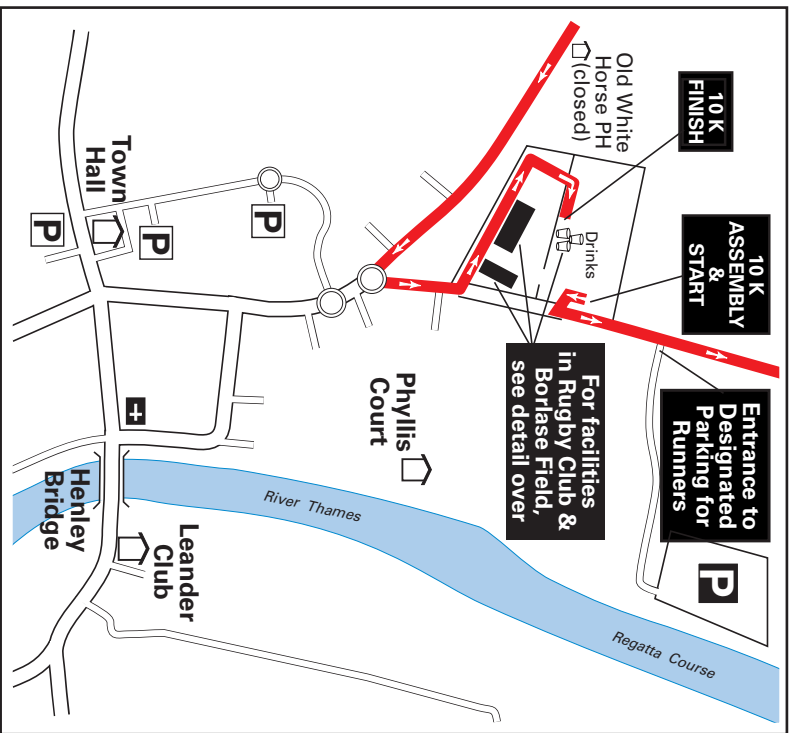 10 K
FINISH
Old White
Horse PH
(closed)
10 K
ASSEMBLY
&
START
Drinks
Entrance to
Designated
Parking for
Runners
P
For facilities
in Rugby Club &
Borlase Field,
see detail over
Phyllis
Court
P
P
P
Town
Hall
River Thames
Regatta Course
Henley
Bridge
Leander
Club